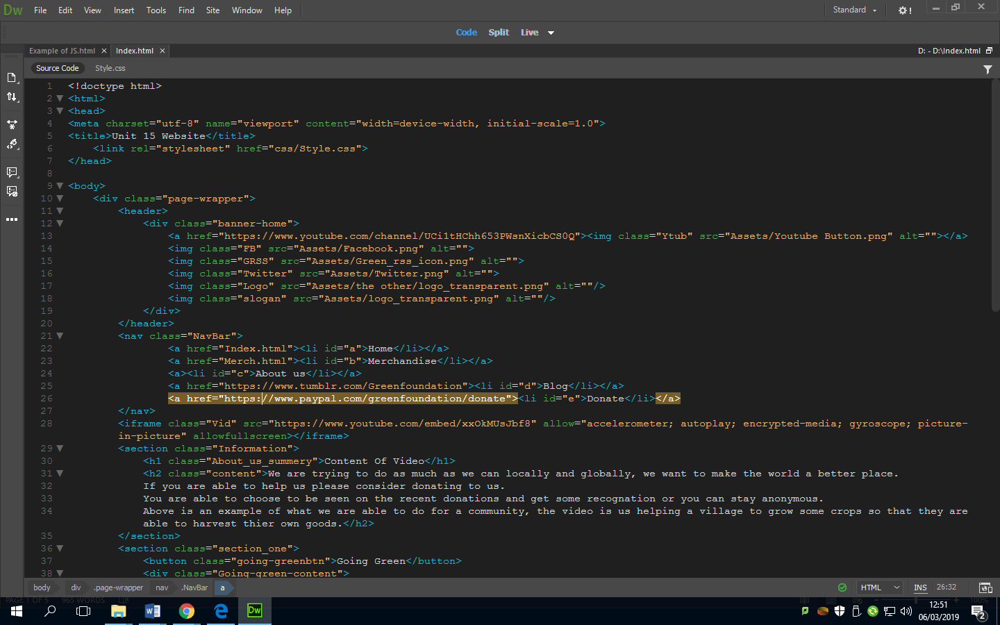 Dw File Edit View Insert Format Tools Find Site Window Help Standard !
Code Split Live
Example of JS.html × Index.html × D: - D:\Index.html
Source Code Style.css
1 <!doctype html>
2 <html>
3 <head>
4 <meta charset="utf-8" name="viewport" content="width=device-width, initial-scale=1.0">
5 <title>Unit 15 Website</title>
6 <link rel="stylesheet" href="css/Style.css">
7 </head>
8
9 <body>
10 <div class="page-wrapper">
11 <header>
12 <div class="banner-home">
13 <a href="https://www.youtube.com/channel/UCi1tHChh653PWsnXicbCS0Q"><img class="Ytub" src="Assets/Youtube Button.png" alt=""></a>
14 <img class="FB" src="Assets/Facebook.png" alt="">
15 <img class="GRSS" src="Assets/Green_rss_icon.png" alt="">
16 <img class="Twitter" src="Assets/Twitter.png" alt="">
17 <img class="Logo" src="Assets/the other/logo_transparent.png" alt=""/>
18 <img class="slogan" src="Assets/logo_transparent.png" alt=""/>
19 </div>
20 </header>
21 <nav class="NavBar">
22 <a href="Index.html"><li id="a">Home</li></a>
23 <a href="Merch.html"><li id="b">Merchandise</li></a>
24 <a><li id="c">About us</li></a>
25 <a href="https://www.tumblr.com/Greenfoundation"><li id="d">Blog</li></a>
26 <a href="https://www.paypal.com/greenfoundation/donate"><li id="e">Donate</li></a>
27 </nav>
28 <iframe class="Vid" src="https://www.youtube.com/embed/xxOkMUsJbf8" allow="accelerometer; autoplay; encrypted-media; gyroscope; picture-
in-picture" allowfullscreen></iframe>
29 <section class="Information">
30 <h1 class="About_us_summery">Content Of Video</h1>
31 <h2 class="content">We are trying to do as much as we can locally and globally, we want to make the world a better place.
32 If you are able to help us please consider donating to us.
33 You are able to choose to be seen on the recent donations and get some recognation or you can stay anonymous.
34 Above is an example of what we are able to do for a community, the video is us helping a village to grow some crops so that they are
able to harvest thier own goods.</h2>
35 </section>
36 <section class="section_one">
37 <button class="going-greenbtn">Going Green</button>
38 <div class="Going-green-content">
body div .page-wrapper nav .NavBar a HTML INS 26:32
PAGE 1 OF 5 965 WORDS 100%
W Dw 12:51
06/03/2019 2